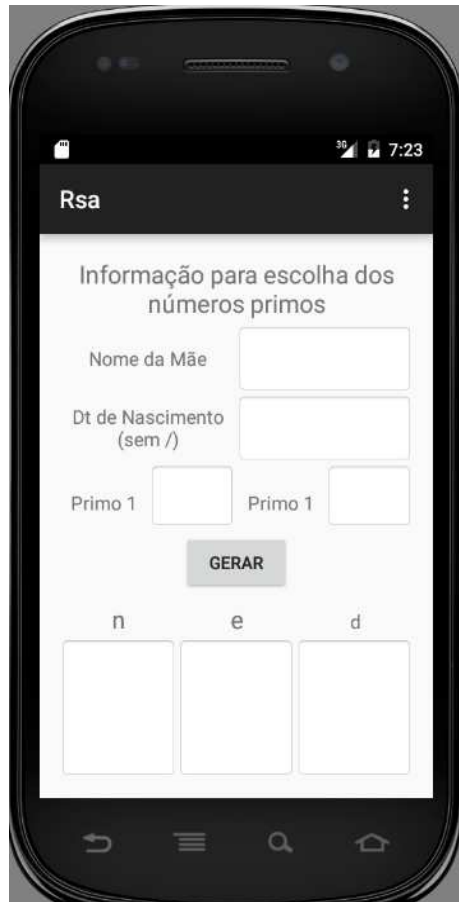 3G 7:23
Rsa
Informação para escolha dos
números primos
Nome da Mãe
Dt de Nascimento
(sem /)
Primo 1 Primo 1
GERAR
n e d